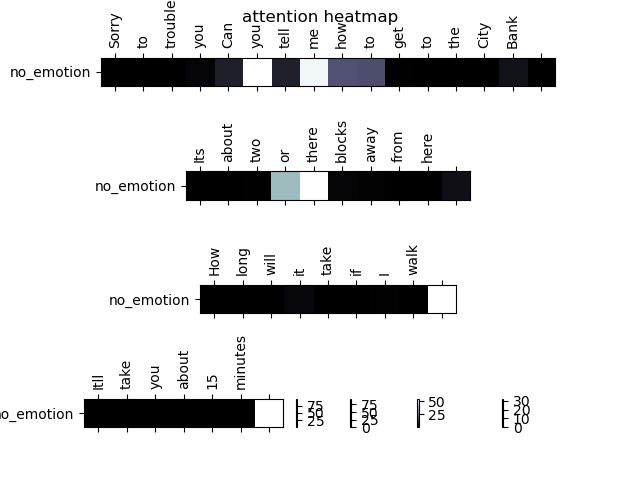 attention heatmap
Sorry to trouble you Can you tell me how to get to the City Bank
no_emotion
Its about two or there blocks away from here
no_emotion
How long will it take if I walk
no_emotion
Itll take you about 15 minutes
no_emotion
75 50 25
75 50 25 0
50 25
30 20 10 0